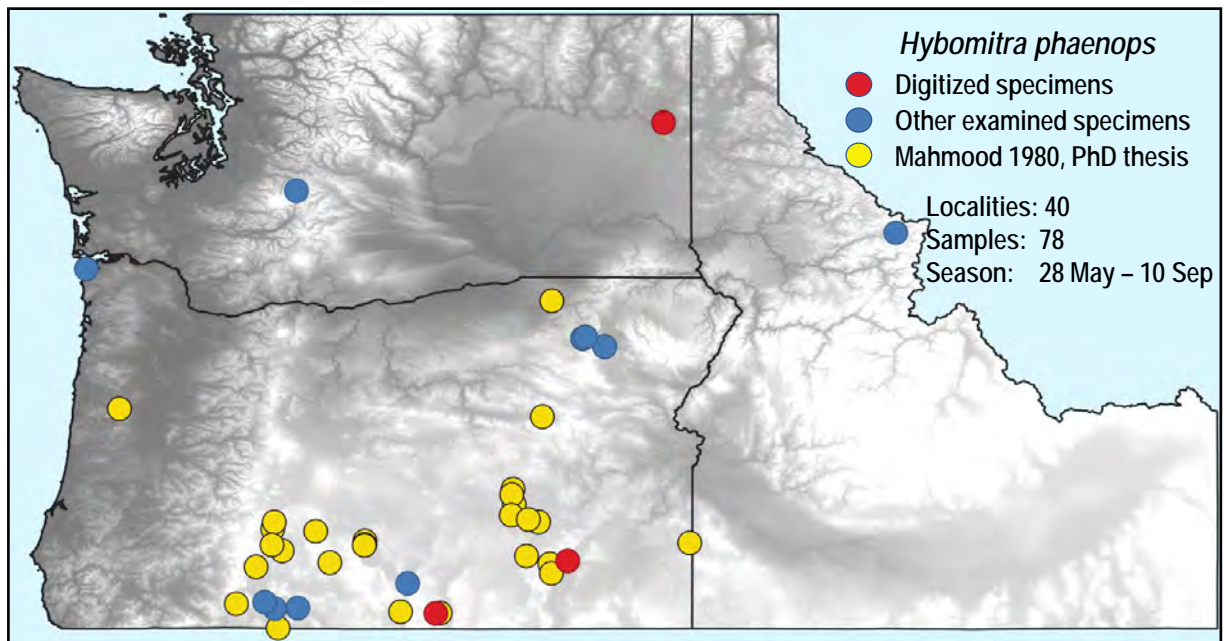 Hybomitra phaenops
Digitized specimens
Other examined specimens
Mahmood 1980, PhD thesis
Localities: 40
Samples: 78
Season: 28 May – 10 Sep